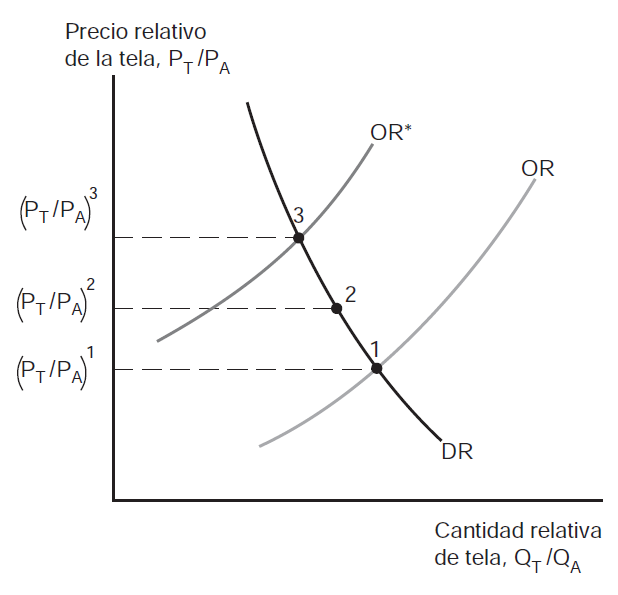 Precio relativo
de la tela, P_T/P_A
OR*
OR
(P_T/P_A)^3
3
(P_T/P_A)^2
2
(P_T/P_A)^1
1
DR
Cantidad relativa
de tela, Q_T/Q_A